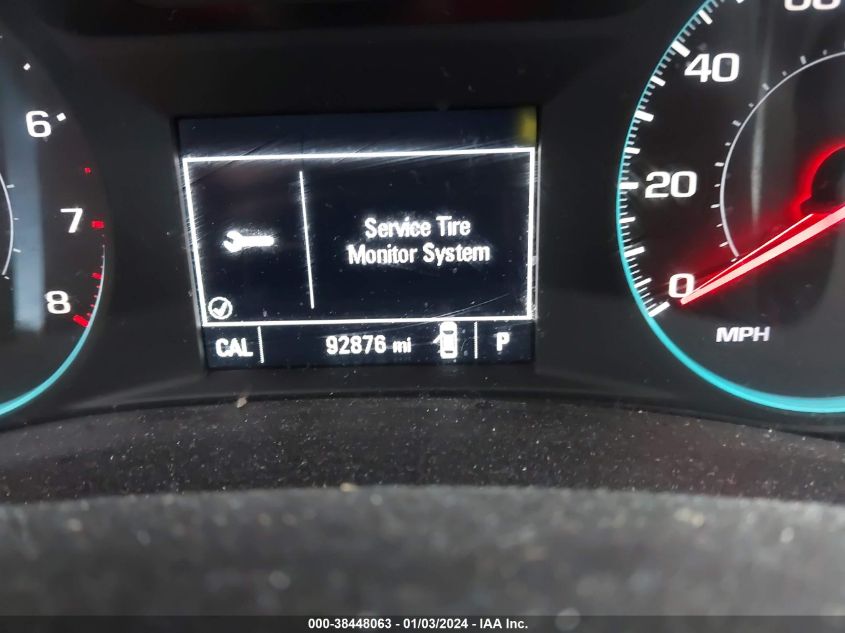 60
40
20
0
MPH
6
7
8
Service Tire
Monitor System
CAL 92876 mi P
000-38448063 - 01/03/2024 - IAA Inc.